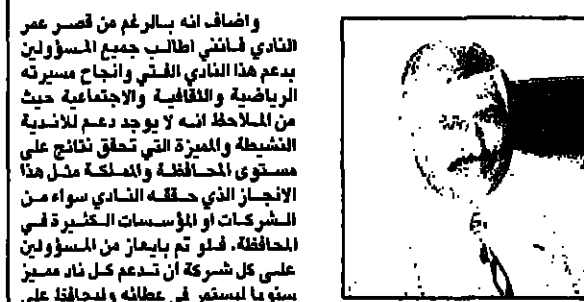 واضاف انه بالرغم من قصر عمر
النادي فانني اطالب جميع المسؤولين
بدعم هذا النادي الفتي وانجاح مسيرته
الرياضية والثقافية والاجتماعية حيث
من الملاحظ انه لا يوجد دعم للاندية
النشيطة والميزة التي تحقق نتائج على
مستوى المحافظة والمملكة مثل هذا
الانجاز الذي حققه النادي سواء من
الشركات او المؤسسات الكثيرة في
المحافظة، فلو تم بايعاز من المسؤولين
على كل شركة ان تدعم كل ناد مميز
سنويا ليستمر في عطائه وليحافظ على